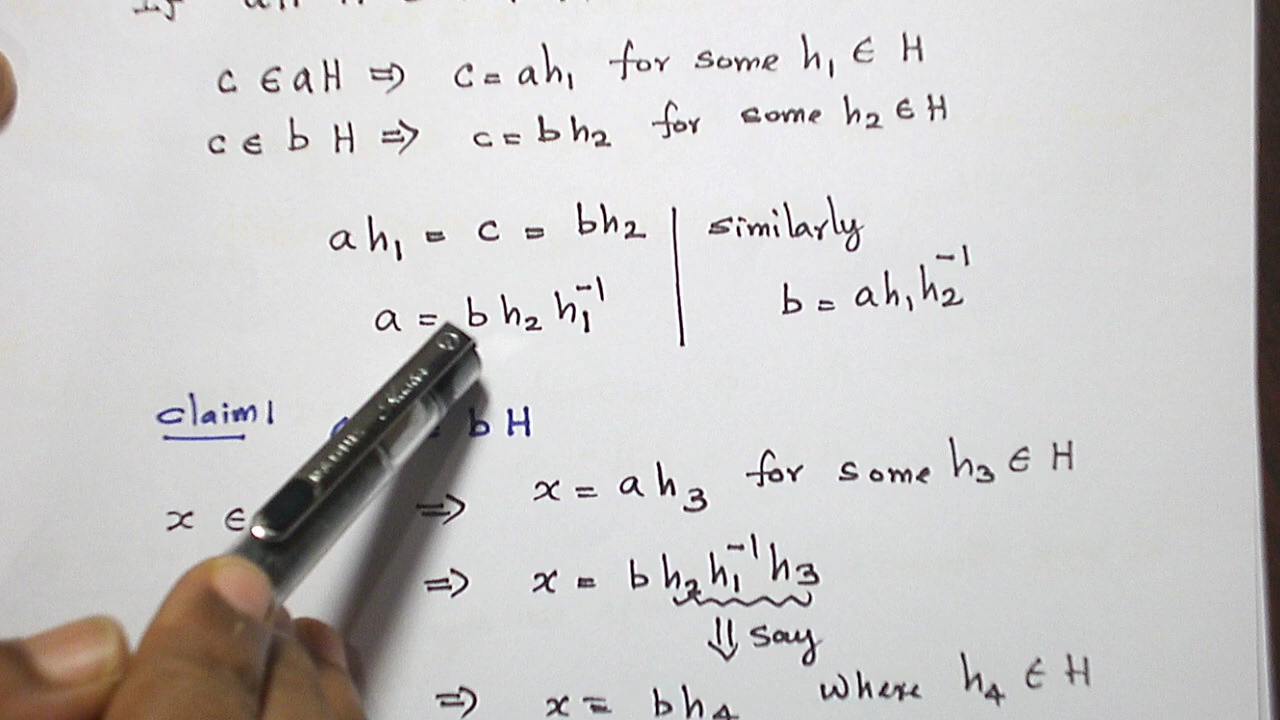 If
c ∈ aH ⇒ c = ah₁ for some h₁ ∈ H
c ∈ b H ⇒ c = bh₂ for some h₂ ∈ H
ah₁ = c = bh₂ | similarly
a = bh₂h₁⁻¹ | b = ah₁h₂⁻¹
claim1 bH
x ∈ ⇒ x = ah₃ for some h₃ ∈ H
⇒ x = bh₂h₁⁻¹h₃
⇓ say
⇒ x = bh₄ where h₄ ∈ H